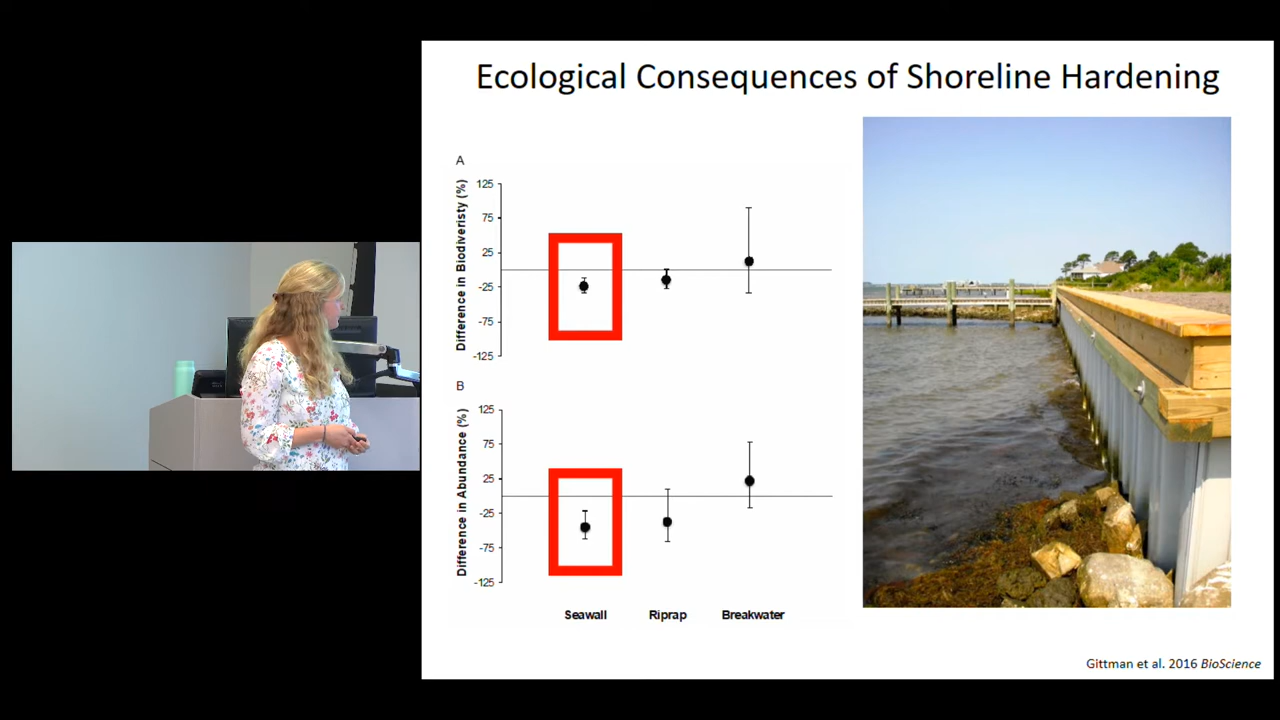 Ecological Consequences of Shoreline Hardening
A
Difference in Biodiveristy (%)
125
75
25
-25
-75
-125
B
Difference in Abundance (%)
125
75
25
-25
-75
-125
Seawall Riprap Breakwater
Gittman et al. 2016 BioScience